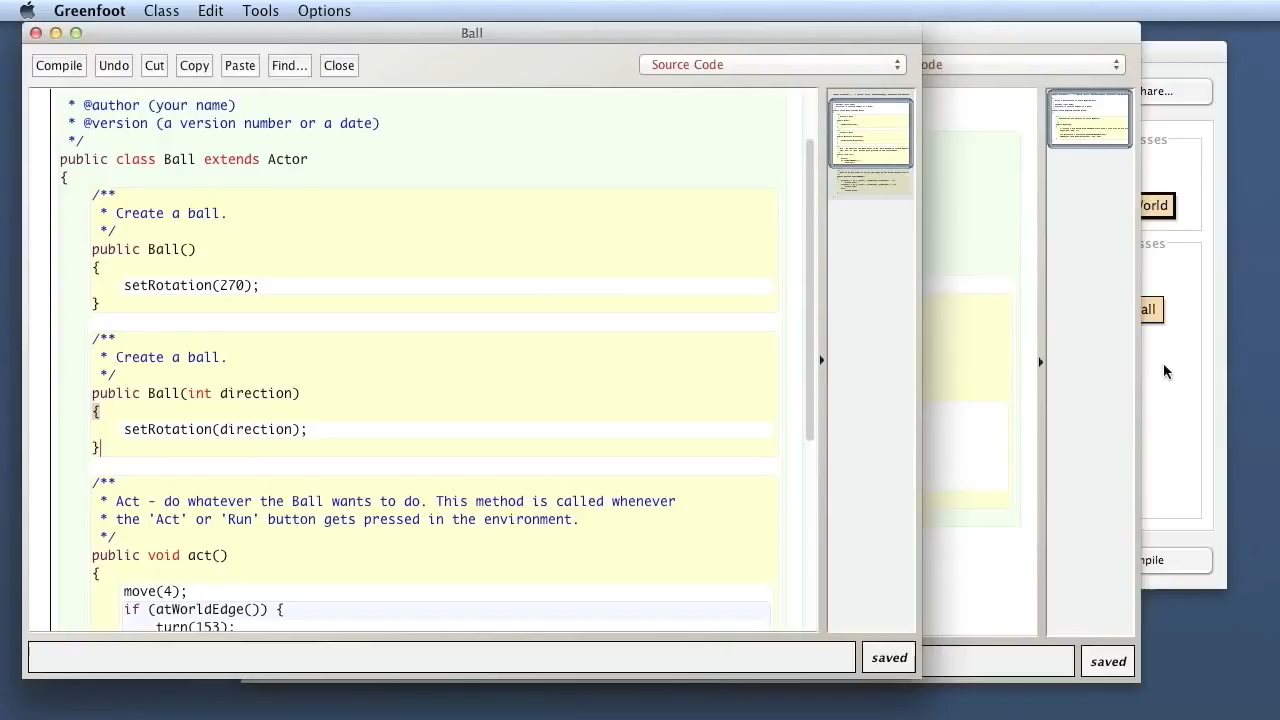 Greenfoot Class Edit Tools Options
Ball
Compile Undo Cut Copy Paste Find... Close Source Code
* @author (your name)
* @version (a version number or a date)
*/
public class Ball extends Actor
{
/**
* Create a ball.
*/
public Ball()
{
setRotation(270);
}
/**
* Create a ball.
*/
public Ball(int direction)
{
setRotation(direction);
}
/**
* Act - do whatever the Ball wants to do. This method is called whenever
* the 'Act' or 'Run' button gets pressed in the environment.
*/
public void act()
{
move(4);
if (atWorldEdge()) {
turn(153);
saved
ode
saved
hare...
sses
orld
sses
all
npile